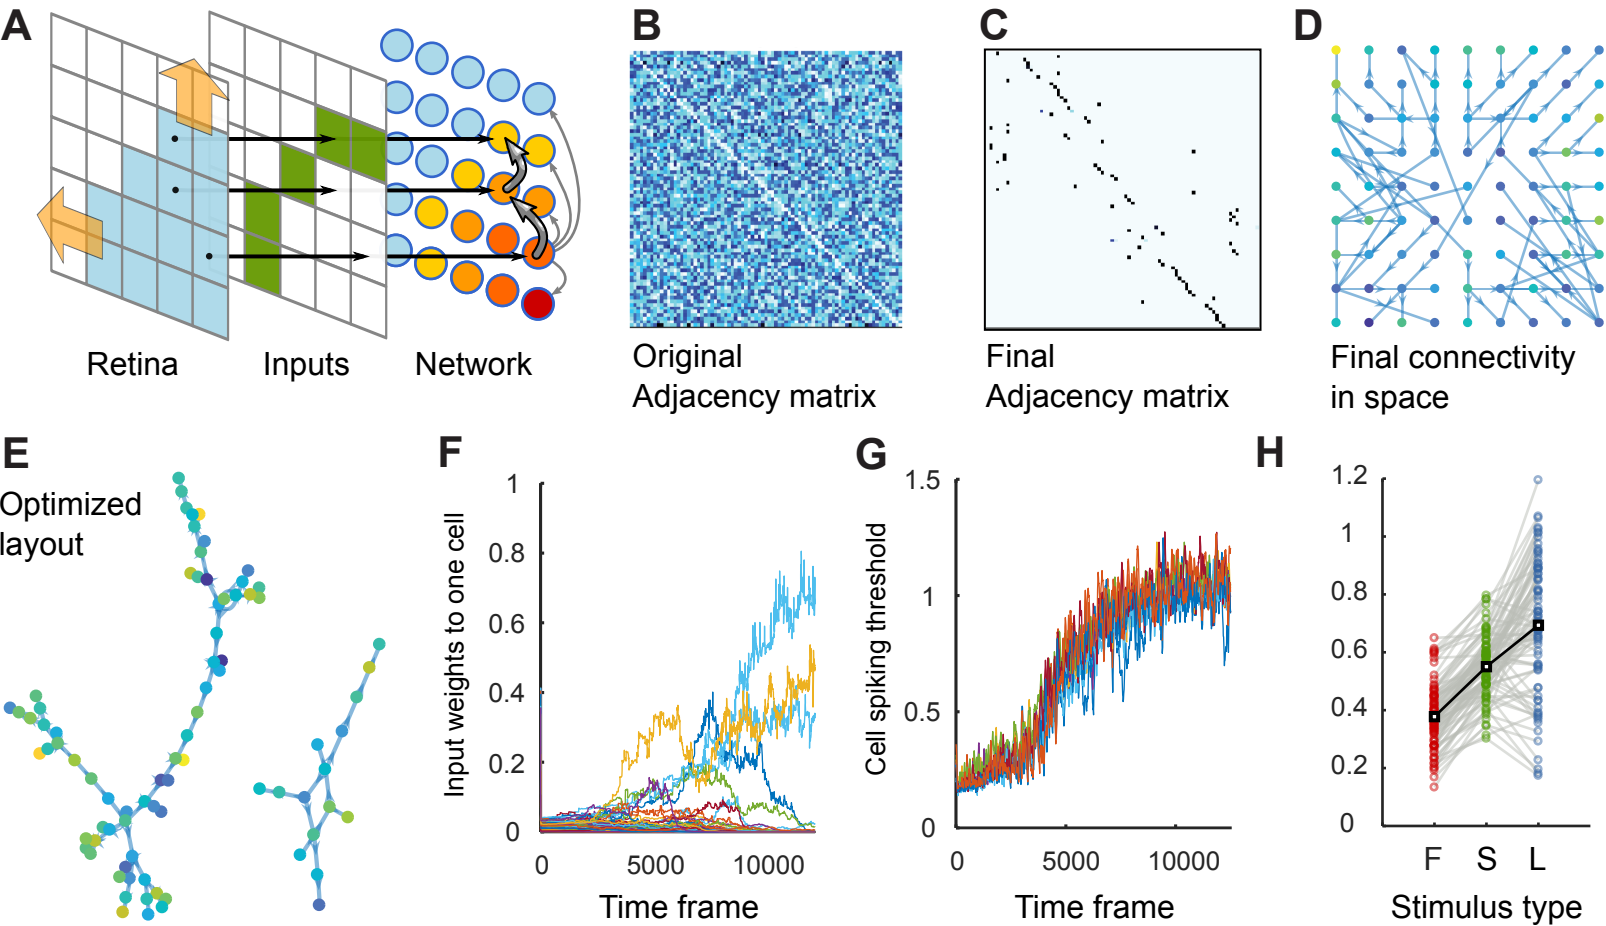 A
B
C
D
Retina
Inputs
Network
Original
Adjacency matrix
Final
Adjacency matrix
Final connectivity
in space
E
Optimized
layout
F
Input weights to one cell
1
0.8
0.6
0.4
0.2
0
0
5000
10000
Time frame
G
Cell spiking threshold
1.5
1
0.5
0
0
5000
10000
Time frame
H
1.2
1
0.8
0.6
0.4
0.2
0
F
S
L
Stimulus type